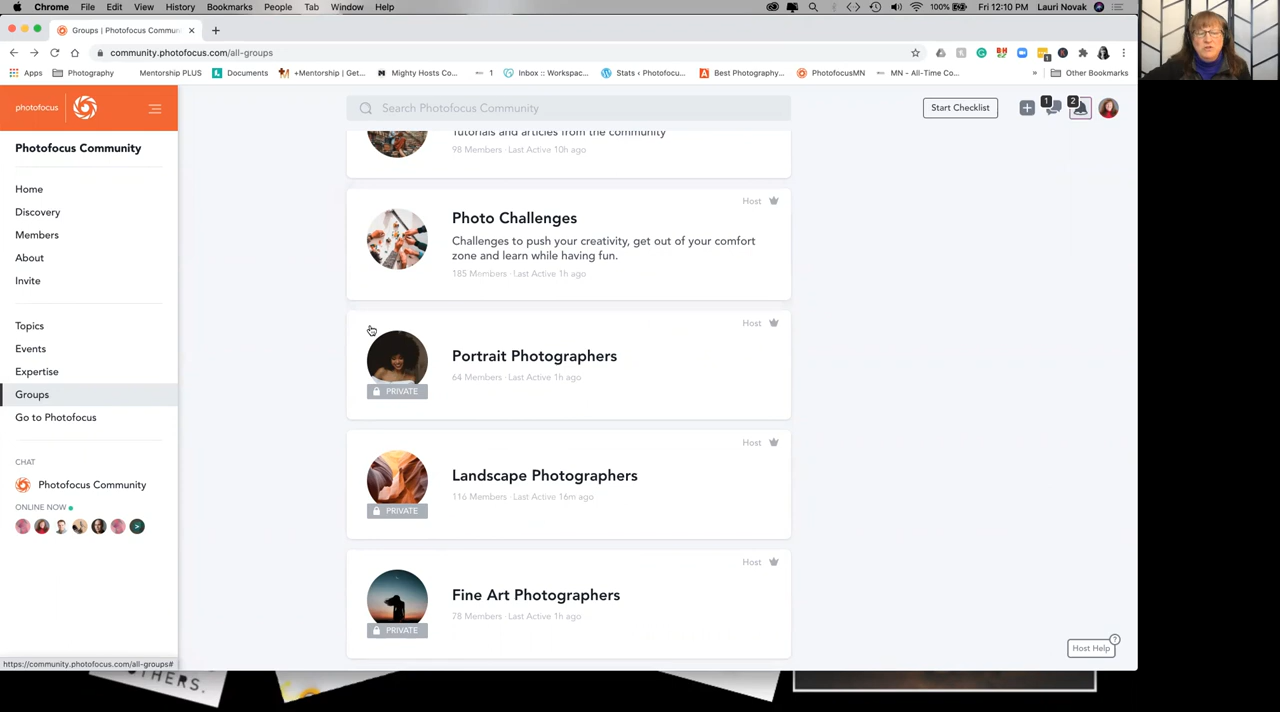 Chrome File Edit View History Bookmarks People Tab Window Help
100% Fri 12:10 PM Lauri Novak
Groups | Photofocus Commun
community.photofocus.com/all-groups
Apps Photography Mentorship PLUS Documents +Mentorship | Get... Mighty Hosts Co... 1 Inbox :: Workspac... Stats ‹ Photofocu... Best Photography... PhotofocusMN MN - All-Time Co... » Other Bookmarks
photofocus
Search Photofocus Community
Start Checklist
1
2
Photofocus Community
Home
Discovery
Members
About
Invite
Topics
Events
Expertise
Groups
Go to Photofocus
CHAT
Photofocus Community
ONLINE NOW
Tutorials and articles from the community
98 Members · Last Active 10h ago
Host
Photo Challenges
Challenges to push your creativity, get out of your comfort
zone and learn while having fun.
185 Members · Last Active 1h ago
Host
Portrait Photographers
64 Members · Last Active 1h ago
PRIVATE
Host
Landscape Photographers
116 Members · Last Active 16m ago
PRIVATE
Host
Fine Art Photographers
78 Members · Last Active 1h ago
PRIVATE
Host Help
?
https://community.photofocus.com/all-groups#
OTHERS.